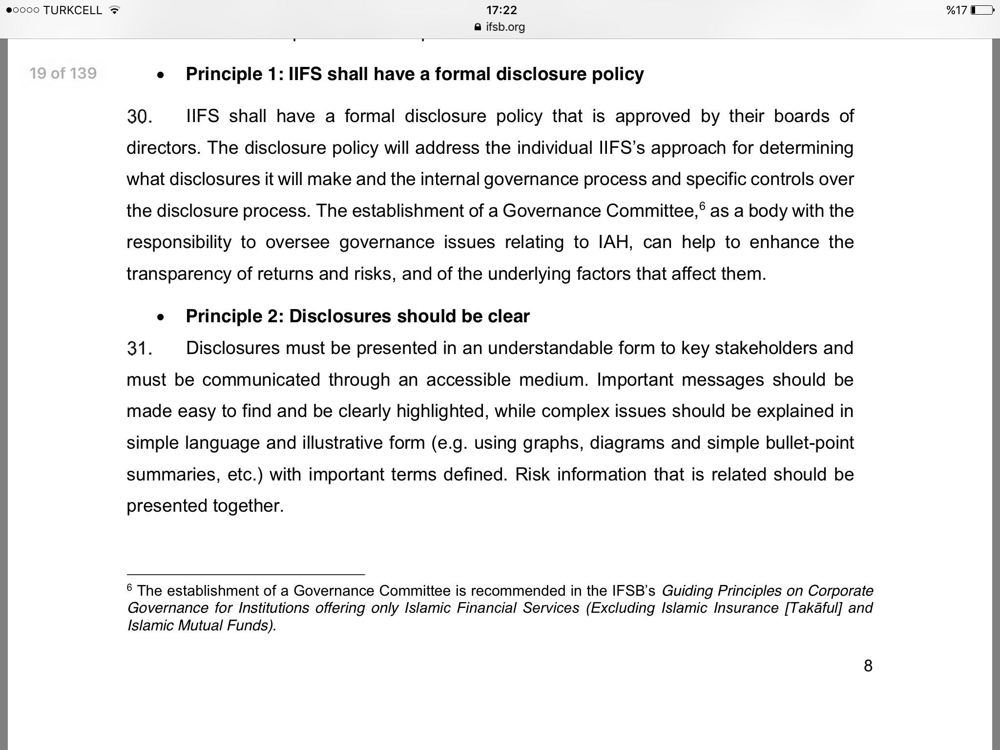 TURKCELL 17:22 %17
ifsb.org
19 of 139
• Principle 1: IIFS shall have a formal disclosure policy
30. IIFS shall have a formal disclosure policy that is approved by their boards of
directors. The disclosure policy will address the individual IIFS’s approach for determining
what disclosures it will make and the internal governance process and specific controls over
the disclosure process. The establishment of a Governance Committee,⁶ as a body with the
responsibility to oversee governance issues relating to IAH, can help to enhance the
transparency of returns and risks, and of the underlying factors that affect them.
• Principle 2: Disclosures should be clear
31. Disclosures must be presented in an understandable form to key stakeholders and
must be communicated through an accessible medium. Important messages should be
made easy to find and be clearly highlighted, while complex issues should be explained in
simple language and illustrative form (e.g. using graphs, diagrams and simple bullet-point
summaries, etc.) with important terms defined. Risk information that is related should be
presented together.
⁶ The establishment of a Governance Committee is recommended in the IFSB’s Guiding Principles on Corporate
Governance for Institutions offering only Islamic Financial Services (Excluding Islamic Insurance [Takāful] and
Islamic Mutual Funds).
8